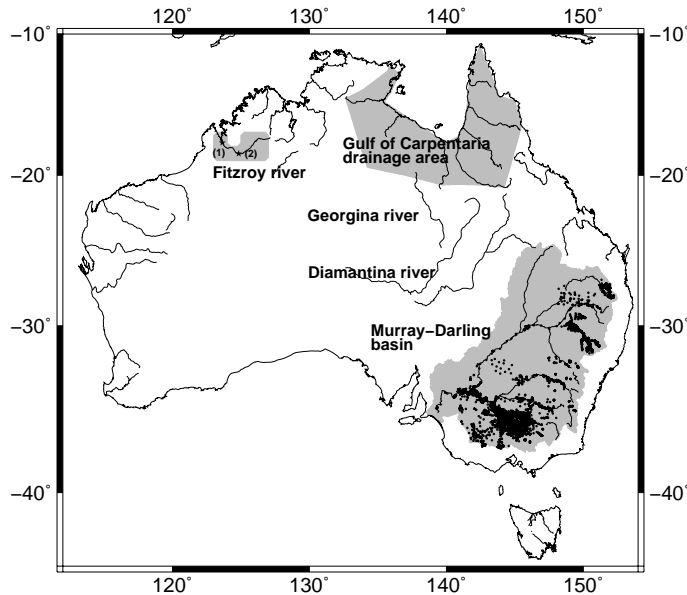 120° 130° 140° 150°
−10° −10°
Gulf of Carpentaria
drainage area
(1) (2)
−20° −20°
Fitzroy river
Georgina river
Diamantina river
−30° −30°
Murray−Darling
basin
−40° −40°
120° 130° 140° 150°